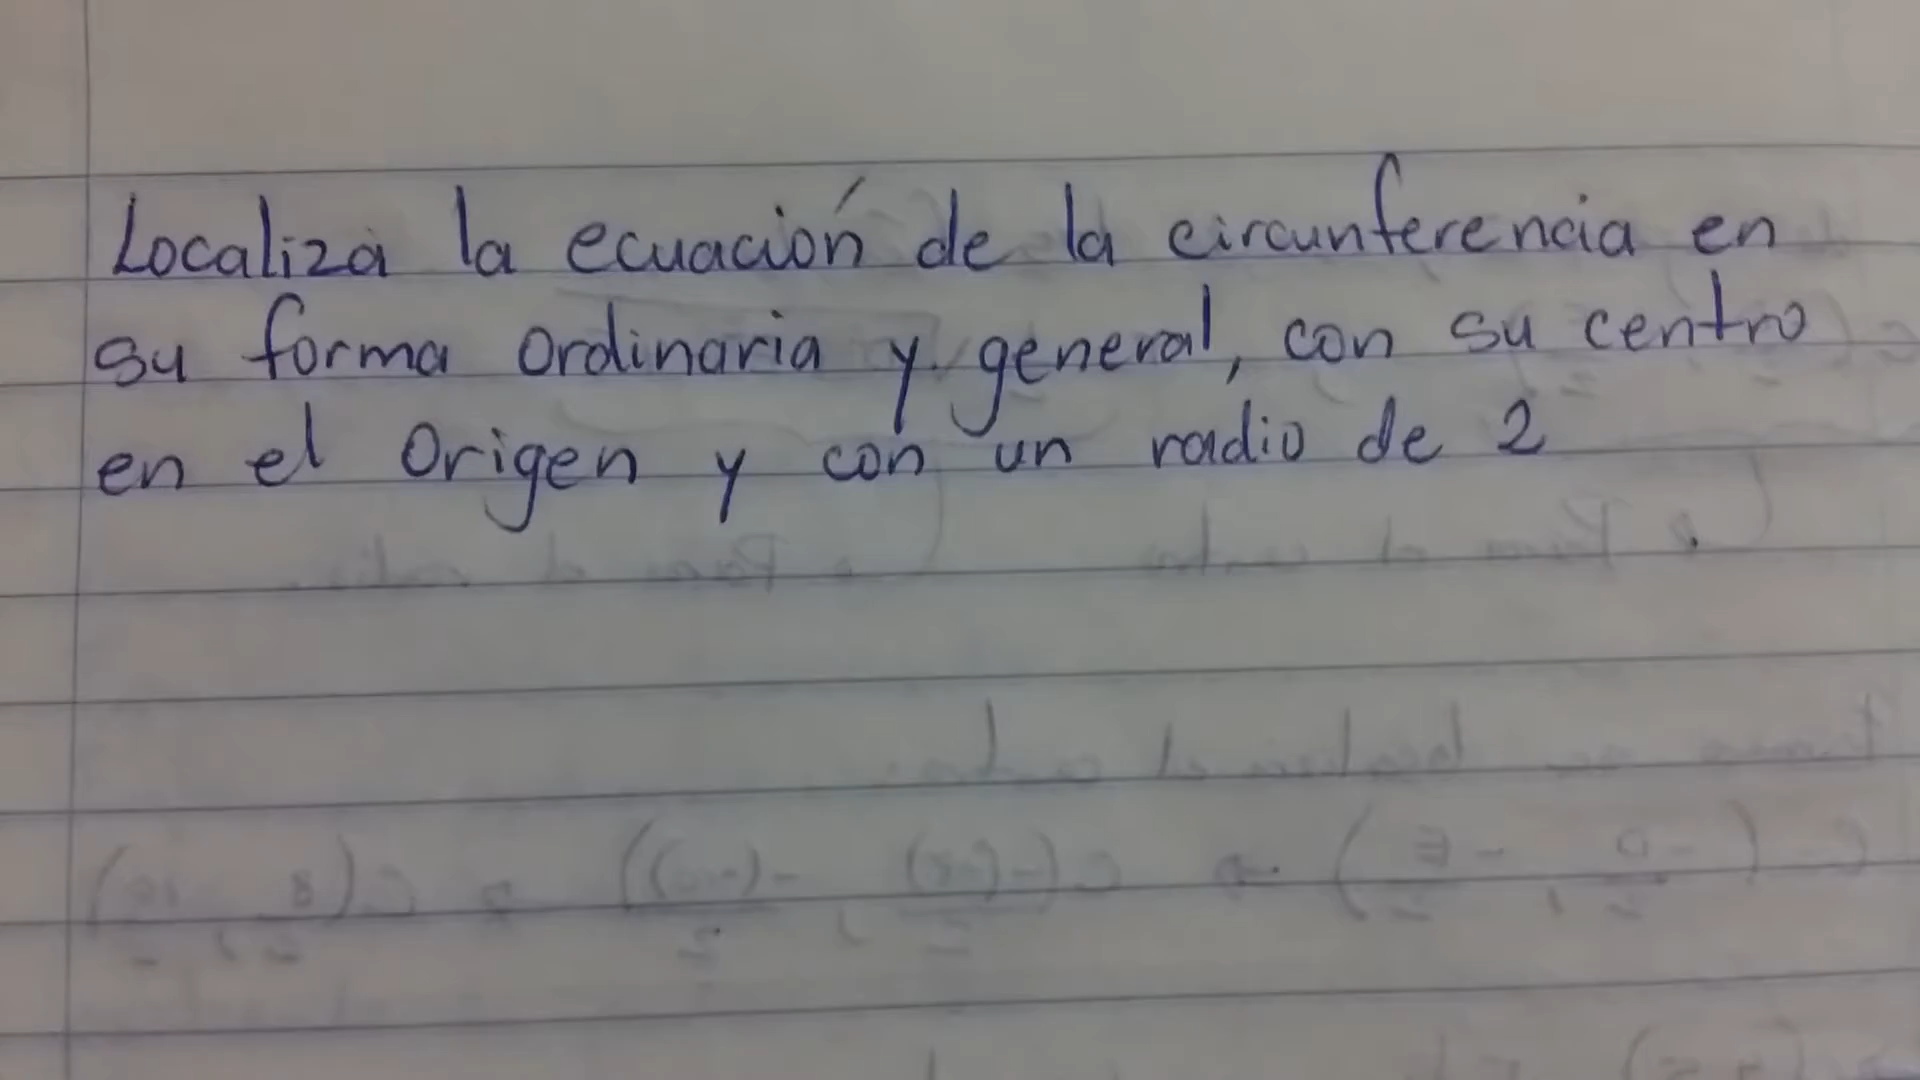 Localiza la ecuación de la circunferencia en
su forma ordinaria y general, con su centro
en el Origen y con un radio de 2